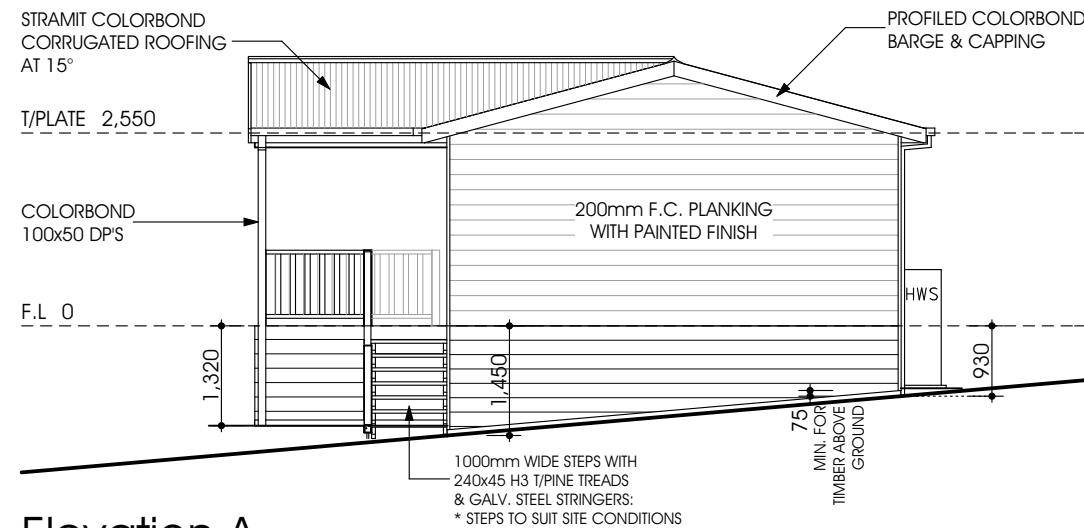 STRAMIT COLORBOND
CORRUGATED ROOFING
AT 15°
PROFILED COLORBOND
BARGE & CAPPING
T/PLATE 2,550
COLORBOND
100x50 DP'S
200mm F.C. PLANKING
WITH PAINTED FINISH
HWS
F.L 0
1,320
1,450
930
75
MIN. FOR
TIMBER ABOVE
GROUND
1000mm WIDE STEPS WITH
240x45 H3 T/PINE TREADS
& GALV. STEEL STRINGERS:
* STEPS TO SUIT SITE CONDITIONS
Elevation A